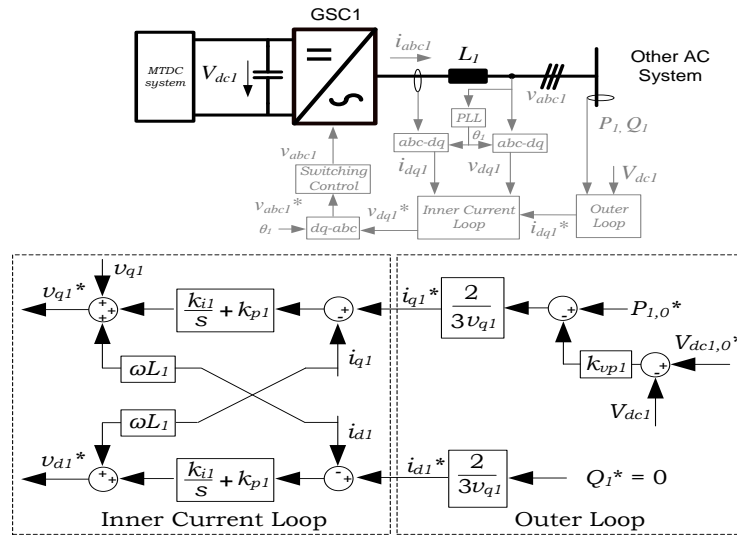 GSC1
MTDC
system
V_dc1
i_abc1
L_1
v_abc1
Other AC
System
PLL
θ_1
abc-dq
abc-dq
P_1, Q_1
v_abc1
i_dq1
v_dq1
V_dc1
Switching
Control
v_abc1*
v_dq1*
Inner Current
Loop
Outer
Loop
θ_1
dq-abc
i_dq1*
v_q1
v_q1*
k_i1/s + k_p1
i_q1*
2/3v_q1
P_1,0*
ωL_1
i_q1
k_vp1
V_dc1,0*
ωL_1
i_d1
V_dc1
v_d1*
k_i1/s + k_p1
i_d1*
2/3v_q1
Q_1* = 0
Inner Current Loop
Outer Loop